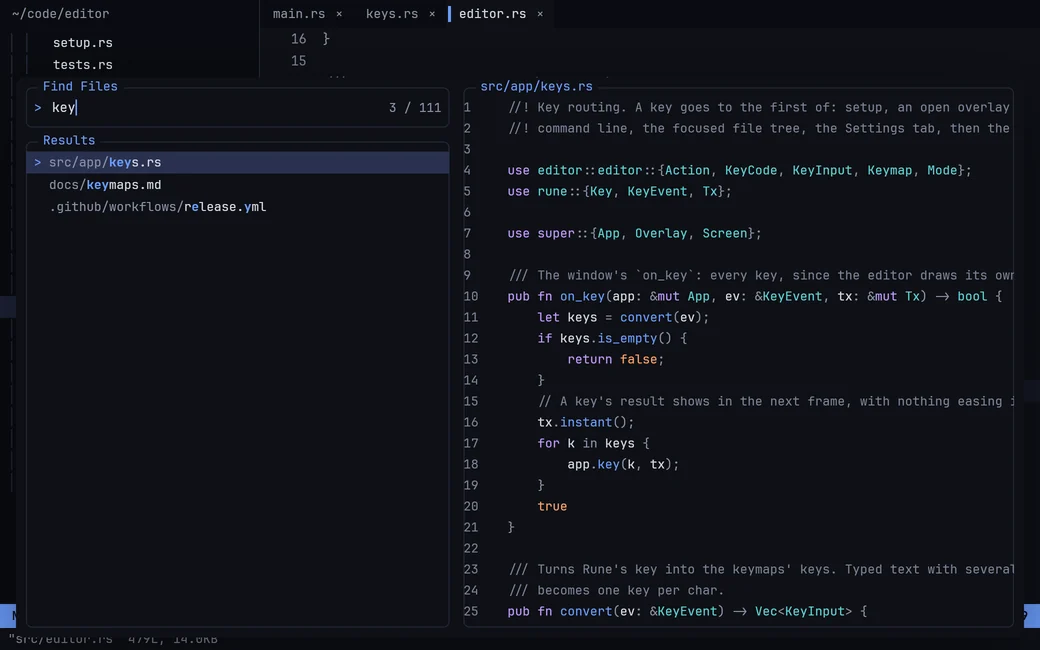 ~/code/editor
main.rs × keys.rs × editor.rs ×
setup.rs
tests.rs
16 }
15
Find Files
> key 3 / 111
Results
> src/app/keys.rs
docs/keymaps.md
.github/workflows/release.yml
src/app/keys.rs
1 //! Key routing. A key goes to the first of: setup, an open overlay
2 //! command line, the focused file tree, the Settings tab, then the
3
4 use editor::editor::{Action, KeyCode, KeyInput, Keymap, Mode};
5 use rune::{Key, KeyEvent, Tx};
6
7 use super::{App, Overlay, Screen};
8
9 /// The window's `on_key`: every key, since the editor draws its own
10 pub fn on_key(app: &mut App, ev: &KeyEvent, tx: &mut Tx) -> bool {
11 let keys = convert(ev);
12 if keys.is_empty() {
13 return false;
14 }
15 // A key's result shows in the next frame, with nothing easing
16 tx.instant();
17 for k in keys {
18 app.key(k, tx);
19 }
20 true
21 }
22
23 /// Turns Rune's key into the keymaps' keys. Typed text with several
24 /// becomes one key per char.
25 pub fn convert(ev: &KeyEvent) -> Vec<KeyInput> {
"src/editor.rs" 479L, 14.0KB